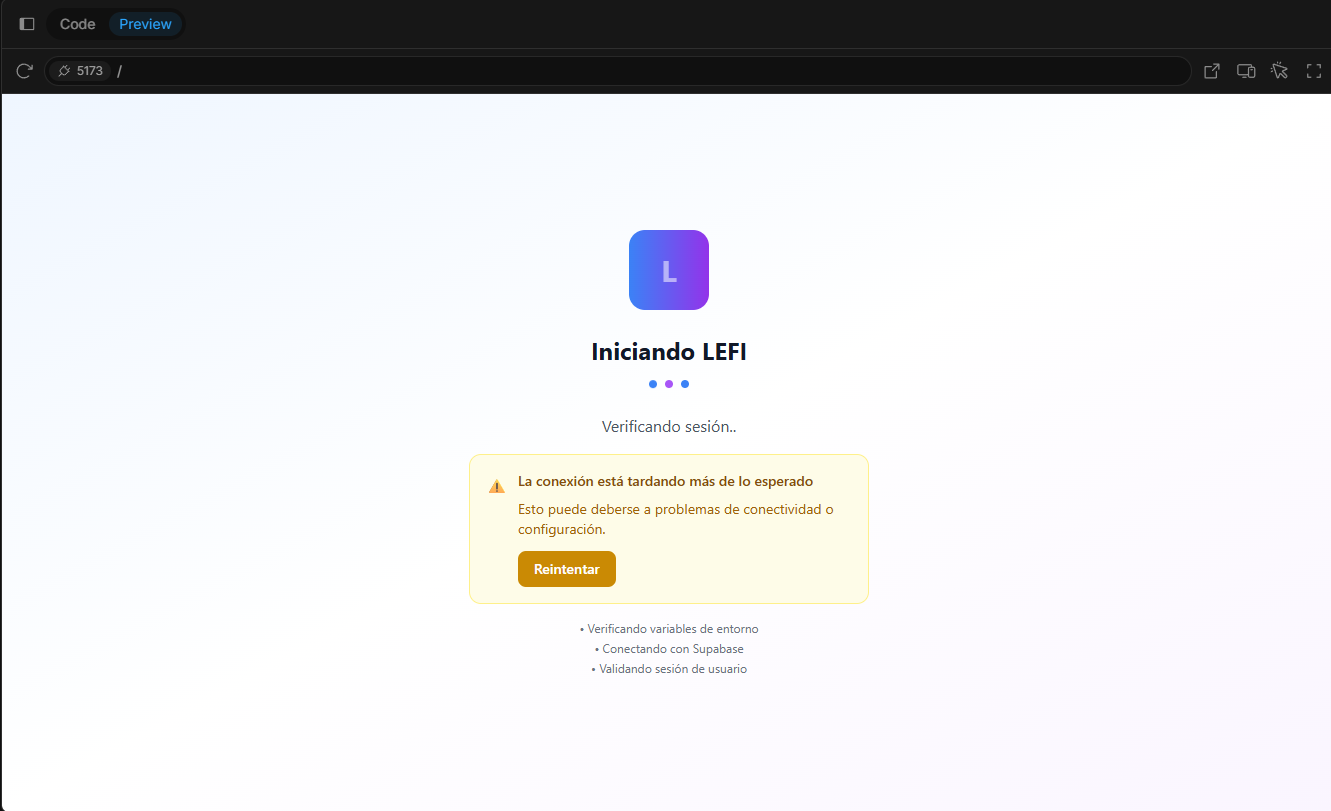 Code Preview
5173 /
L
Iniciando LEFI
Verificando sesión..
La conexión está tardando más de lo esperado
Esto puede deberse a problemas de conectividad o
configuración.
Reintentar
• Verificando variables de entorno
• Conectando con Supabase
• Validando sesión de usuario